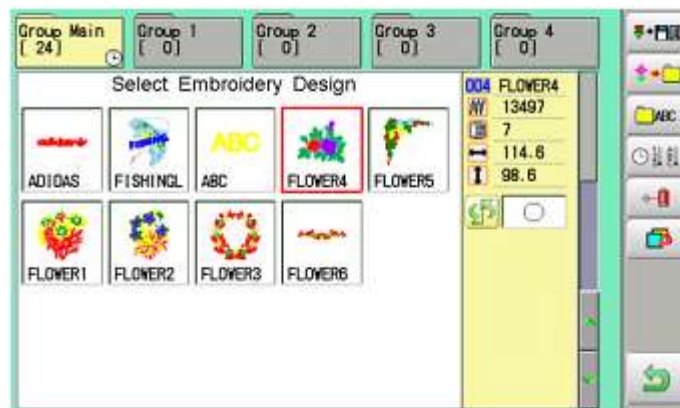 Group Main
[ 24]
Group 1
[ 0]
Group 2
[ 0]
Group 3
[ 0]
Group 4
[ 0]
Select Embroidery Design
ADIDAS
FISHINGL
ABC
ABC
FLOWER4
FLOWER5
FLOWER1
FLOWER2
FLOWER3
FLOWER6
004 FLOWER4
13497
7
114.6
98.6
ABC